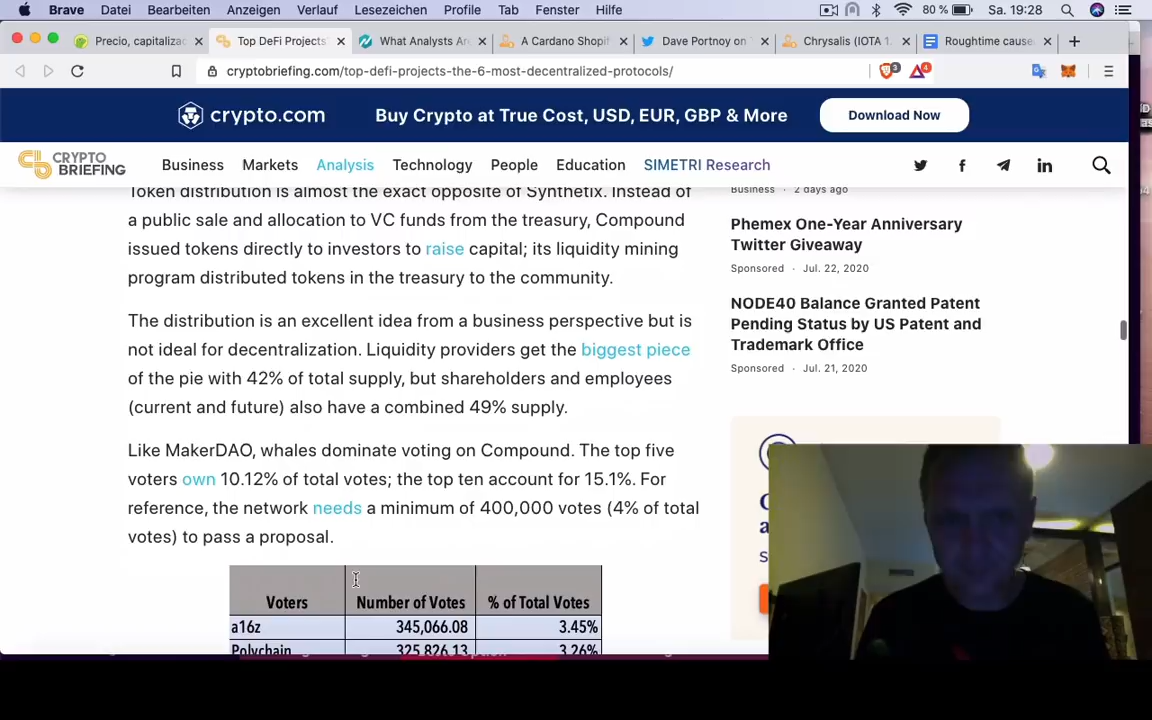 Brave Datei Bearbeiten Anzeigen Verlauf Lesezeichen Profile Tab Fenster Hilfe 80 % Sa. 19:28
Precio, capitalizac
Top DeFi Projects
What Analysts Are
A Cardano Shopif
Dave Portnoy on
Chrysalis (IOTA 1.
Roughtime cause
cryptobriefing.com/top-defi-projects-the-6-most-decentralized-protocols/
3
4
crypto.com Buy Crypto at True Cost, USD, EUR, GBP & More Download Now
CRYPTO
BRIEFING
Business Markets Analysis Technology People Education SIMETRI Research
Token distribution is almost the exact opposite of Synthetix. Instead of
a public sale and allocation to VC funds from the treasury, Compound
issued tokens directly to investors to raise capital; its liquidity mining
program distributed tokens in the treasury to the community.
The distribution is an excellent idea from a business perspective but is
not ideal for decentralization. Liquidity providers get the biggest piece
of the pie with 42% of total supply, but shareholders and employees
(current and future) also have a combined 49% supply.
Like MakerDAO, whales dominate voting on Compound. The top five
voters own 10.12% of total votes; the top ten account for 15.1%. For
reference, the network needs a minimum of 400,000 votes (4% of total
votes) to pass a proposal.
Voters Number of Votes % of Total Votes
a16z 345,066.08 3.45%
Polychain 325,826.13 3.26%
Business · 2 days ago
Phemex One-Year Anniversary
Twitter Giveaway
Sponsored · Jul. 22, 2020
NODE40 Balance Granted Patent
Pending Status by US Patent and
Trademark Office
Sponsored · Jul. 21, 2020